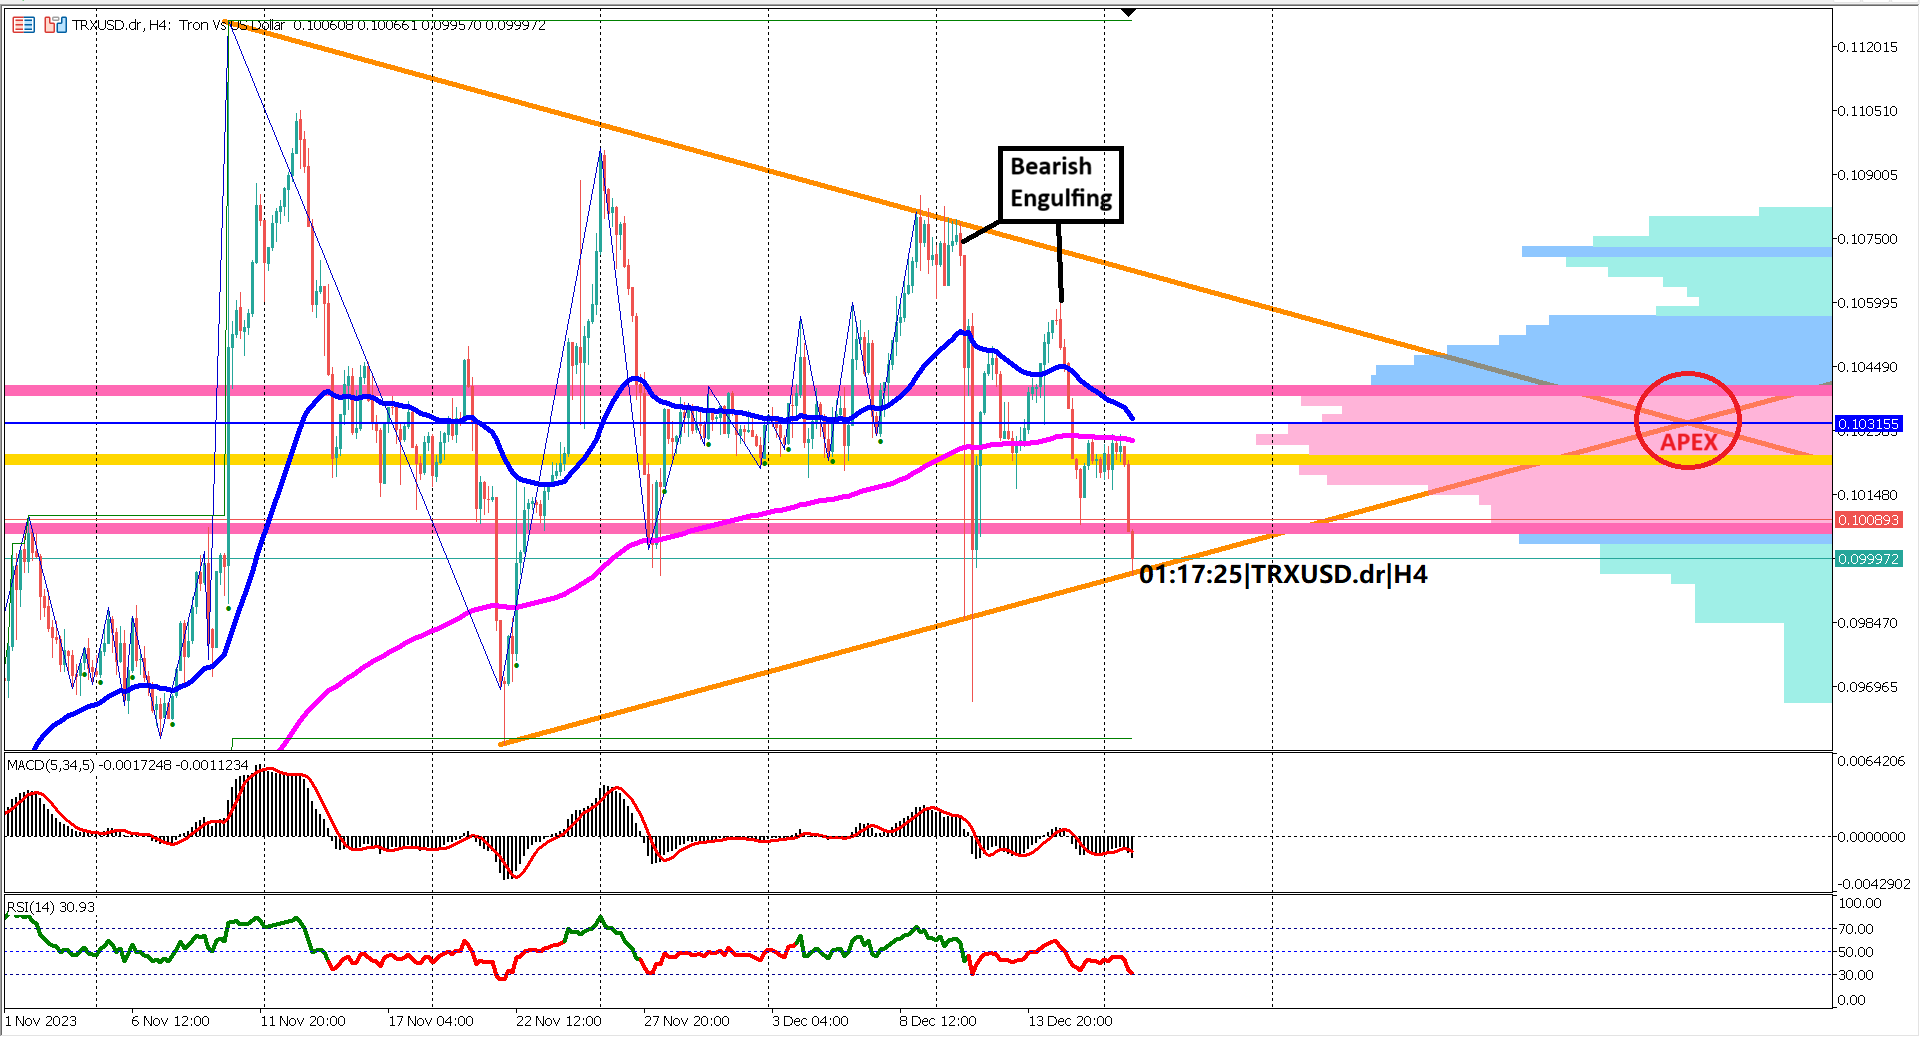 TRXUSD.dr, H4: Tron Vs US Dollar 0.100608 0.100661 0.099570 0.099972
0.112015
0.110510
0.109005
Bearish
Engulfing
0.107500
0.105995
0.104490
0.103155
APEX
0.101480
0.100893
0.099972
01:17:25|TRXUSD.dr|H4
0.098470
0.096965
MACD(5,34,5) -0.0017248 -0.0011234
0.0064206
0.0000000
-0.0042902
RSI(14) 30.93
100.00
70.00
50.00
30.00
0.00
1 Nov 2023 6 Nov 12:00 11 Nov 20:00 17 Nov 04:00 22 Nov 12:00 27 Nov 20:00 3 Dec 04:00 8 Dec 12:00 13 Dec 20:00